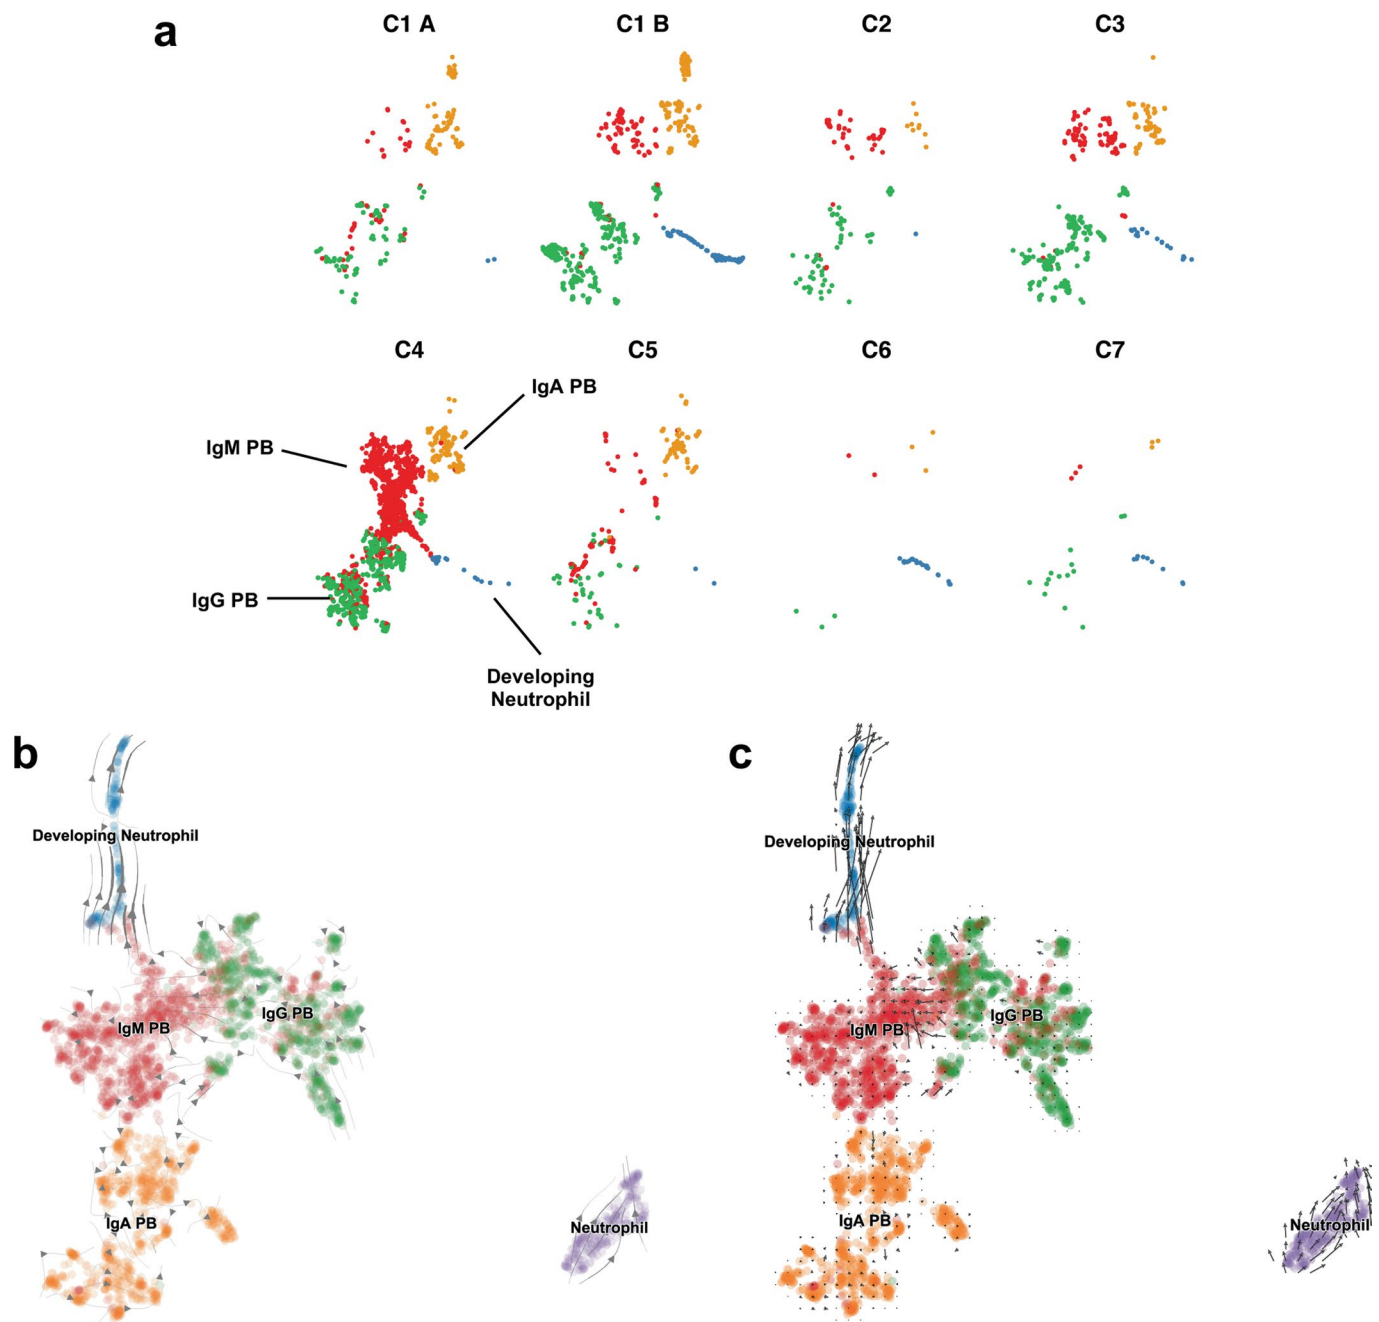 a
C1 A
C1 B
C2
C3
C4
C5
C6
C7
IgA PB
IgM PB
IgG PB
Developing
Neutrophil
b
Developing Neutrophil
IgM PB
IgG PB
IgA PB
Neutrophil
c
Developing Neutrophil
IgM PB
IgG PB
IgA PB
Neutrophil